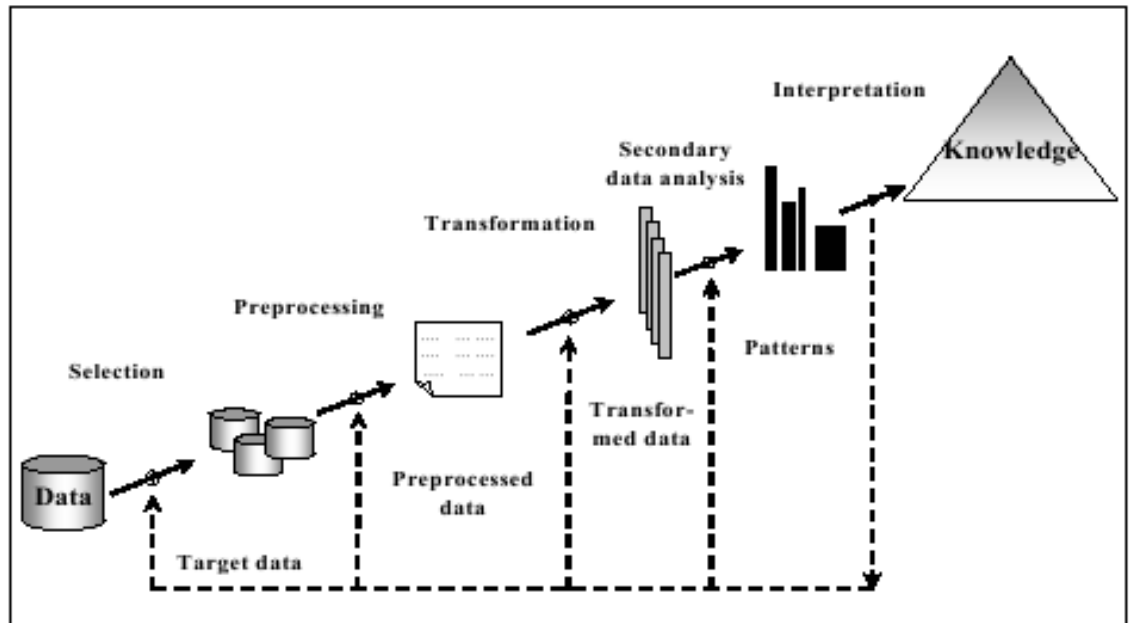 Interpretation
Knowledge
Secondary
data analysis
Transformation
Preprocessing
Patterns
Selection
Transfor-
med data
Preprocessed
data
Data
Target data